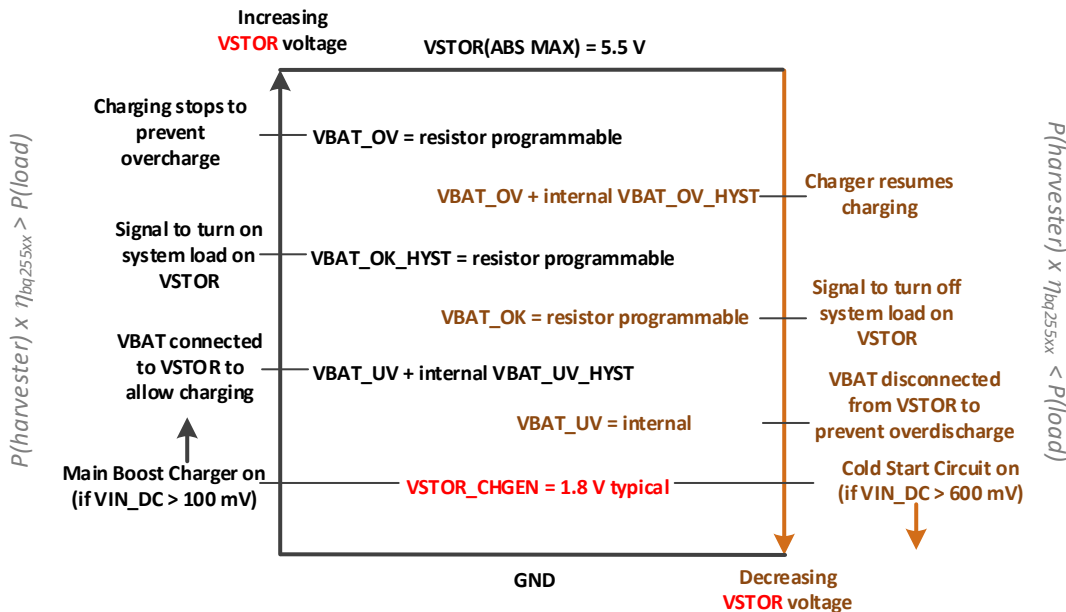 Increasing
VSTOR voltage
VSTOR(ABS MAX) = 5.5 V
Charging stops to
prevent
overcharge
VBAT_OV = resistor programmable
VBAT_OV + internal VBAT_OV_HYST
Charger resumes
charging
Signal to turn on
system load on
VSTOR
VBAT_OK_HYST = resistor programmable
VBAT_OK = resistor programmable
Signal to turn off
system load on
VSTOR
VBAT connected
to VSTOR to
allow charging
VBAT_UV + internal VBAT_UV_HYST
VBAT_UV = internal
VBAT disconnected
from VSTOR to
prevent overdischarge
Main Boost Charger on
(if VIN_DC > 100 mV)
VSTOR_CHGEN = 1.8 V typical
Cold Start Circuit on
(if VIN_DC > 600 mV)
GND
Decreasing
VSTOR voltage
P(harvester) x η_bq255xx > P(load)
P(harvester) x η_bq255xx < P(load)